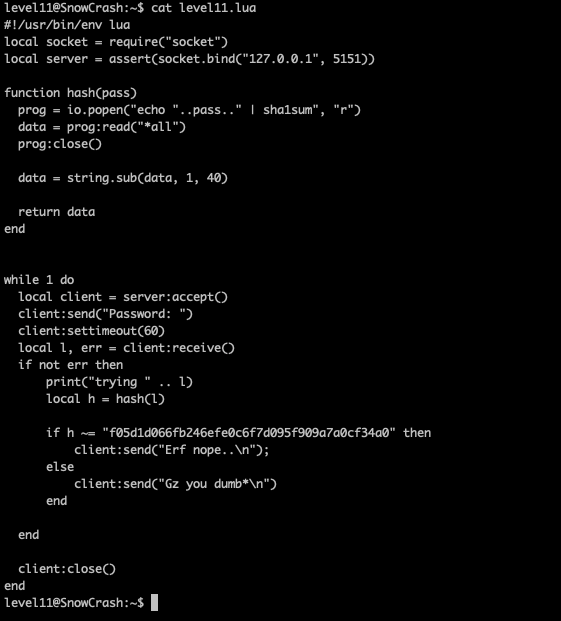 level11@SnowCrash:~$ cat level11.lua
#!/usr/bin/env lua
local socket = require("socket")
local server = assert(socket.bind("127.0.0.1", 5151))

function hash(pass)
  prog = io.popen("echo "..pass.." | sha1sum", "r")
  data = prog:read("*all")
  prog:close()

  data = string.sub(data, 1, 40)

  return data
end


while 1 do
  local client = server:accept()
  client:send("Password: ")
  client:settimeout(60)
  local l, err = client:receive()
  if not err then
      print("trying " .. l)
      local h = hash(l)

      if h ~= "f05d1d066fb246efe0c6f7d095f909a7a0cf34a0" then
          client:send("Erf nope..\n");
      else
          client:send("Gz you dumb*\n")
      end

  end

  client:close()
end
level11@SnowCrash:~$